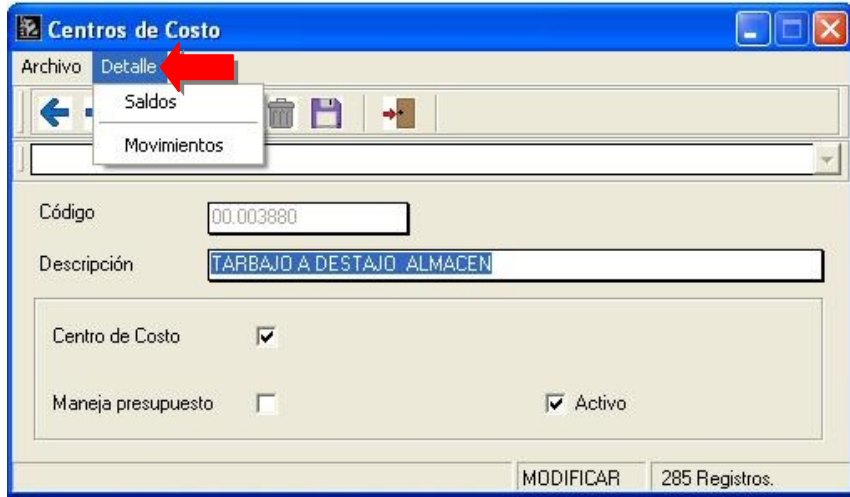 Centros de Costo
Archivo Detalle
Saldos
Movimientos
Código 00.003880
Descripción TARBAJO A DESTAJO ALMACEN
Centro de Costo
Maneja presupuesto Activo
MODIFICAR 285 Registros.